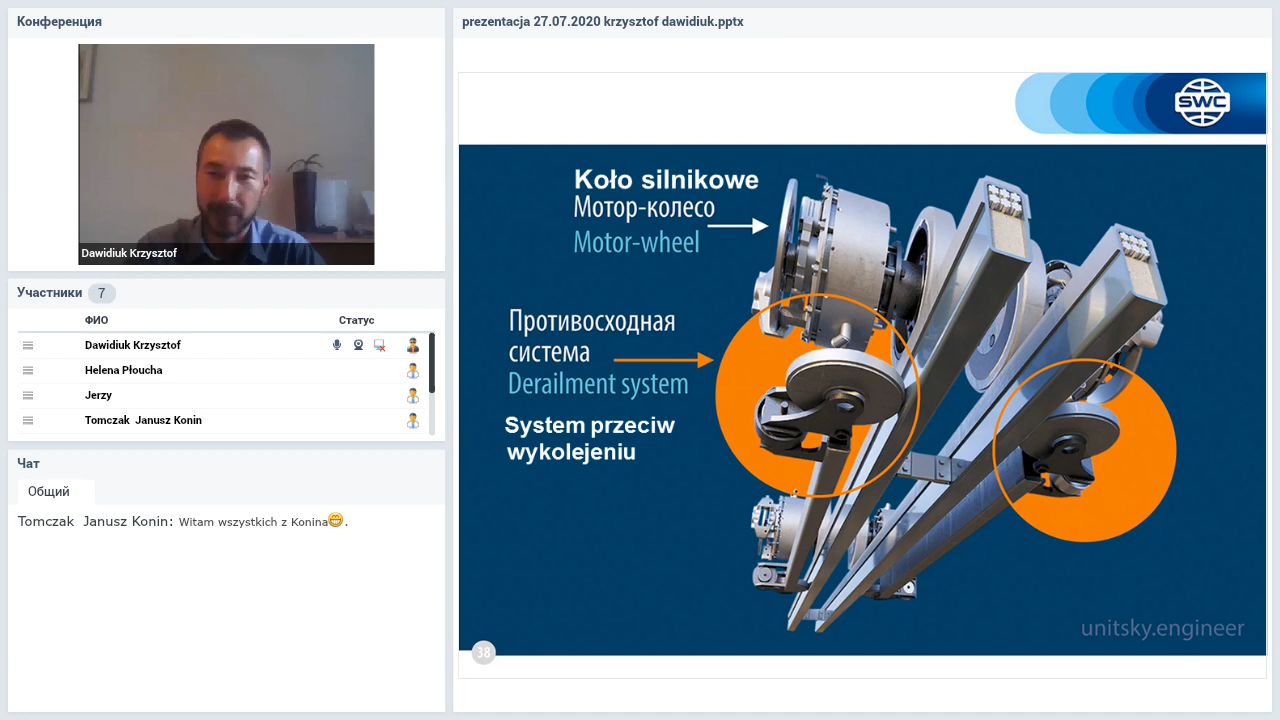 Конференция
Dawidiuk Krzysztof
Участники 7
ФИО Статус
Dawidiuk Krzysztof
Helena Płoucha
Jerzy
Tomczak Janusz Konin
Чат
Общий
Tomczak Janusz Konin: Witam wszystkich z Konina😁.
prezentacja 27.07.2020 krzysztof dawidiuk.pptx
SWC
Koło silnikowe
Мотор-колесо
Motor-wheel
Противосходная
система
Derailment system
System przeciw
wykolejeniu
unitsky.engineer
38